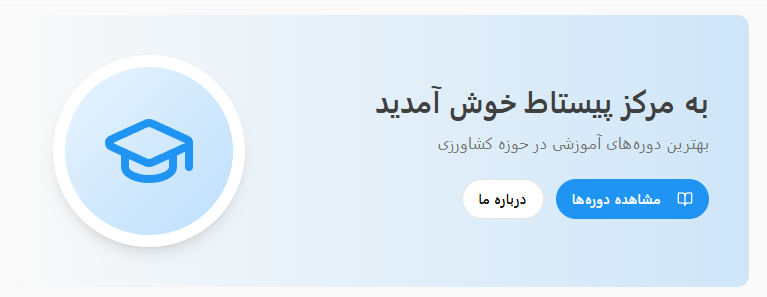 به مرکز پیستاط خوش آمدید
بهترین دوره‌های آموزشی در حوزه کشاورزی
مشاهده دوره‌ها
درباره ما